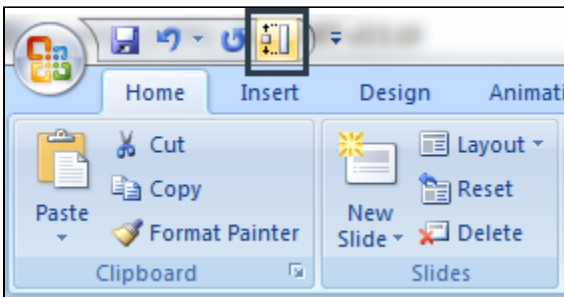 Home Insert Design Animati
Cut Layout
Copy Reset
Paste New
Format Painter Slide Delete
Clipboard Slides